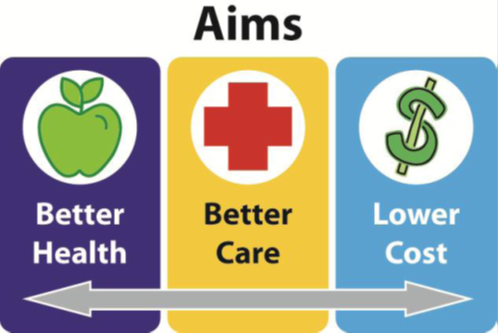 Aims
Better
Health
Better
Care
Lower
Cost